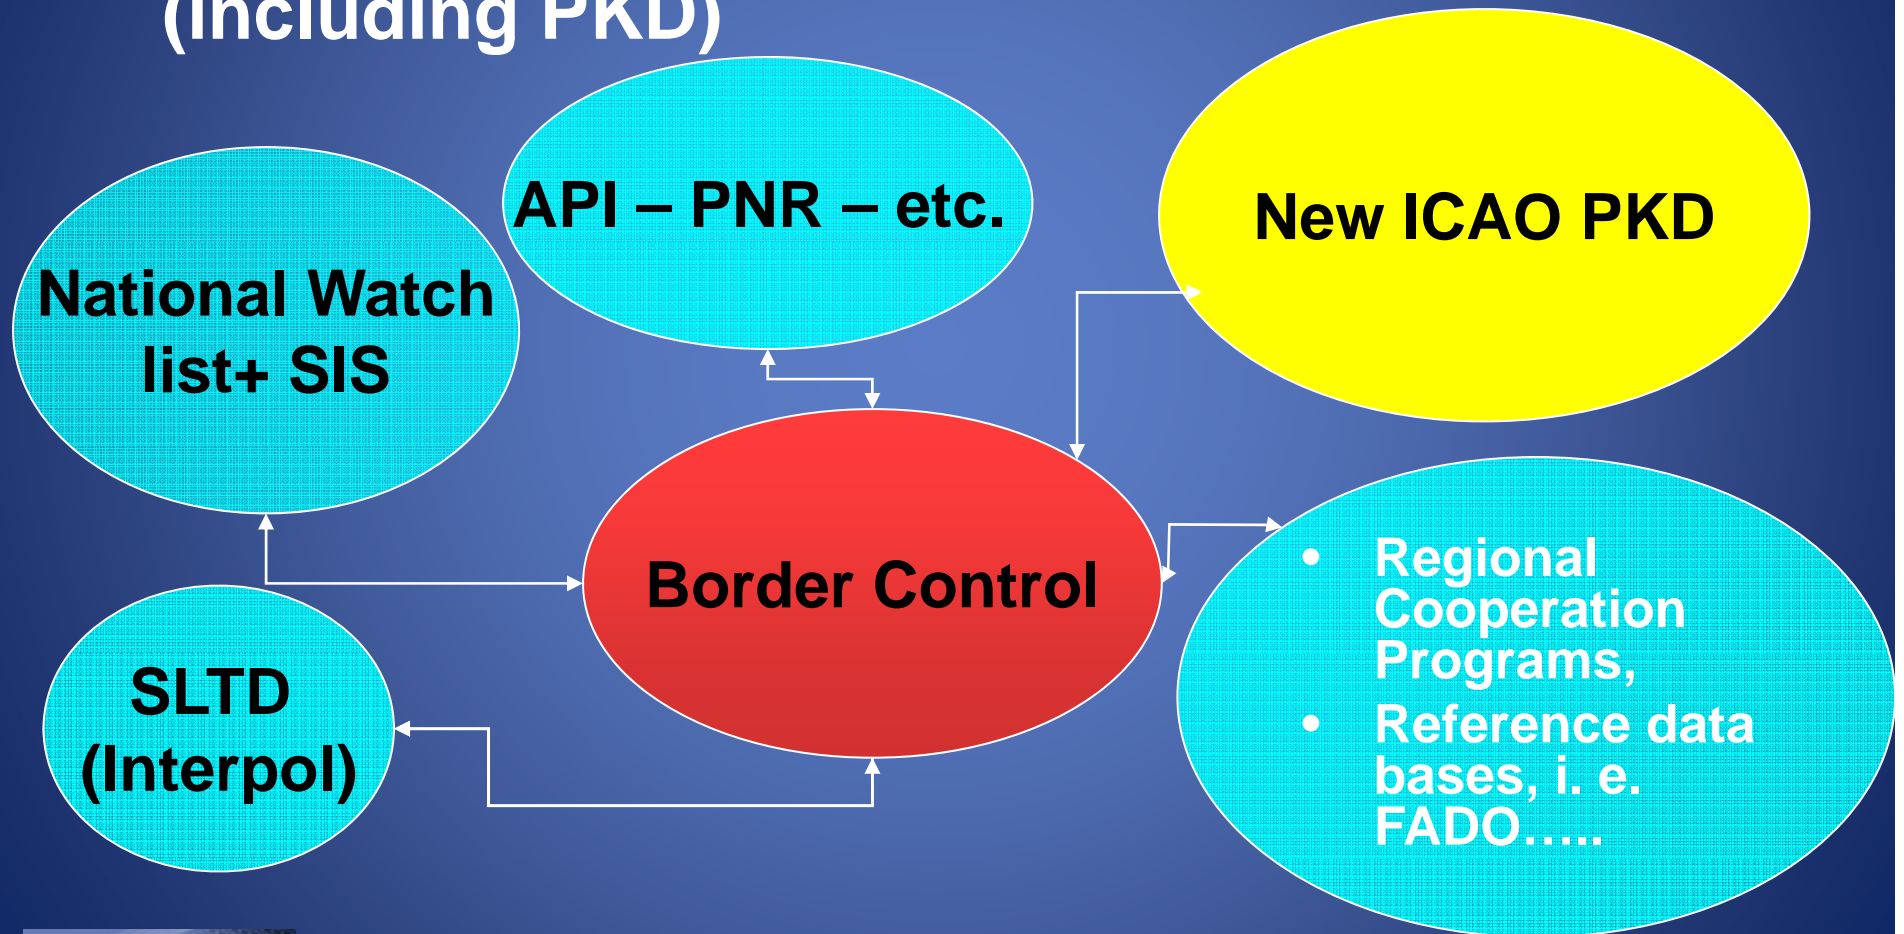 (including PKD)
API – PNR – etc.
New ICAO PKD
National Watch
list+ SIS
Border Control
SLTD
(Interpol)
• Regional
Cooperation
Programs,
• Reference data
bases, i. e.
FADO…..